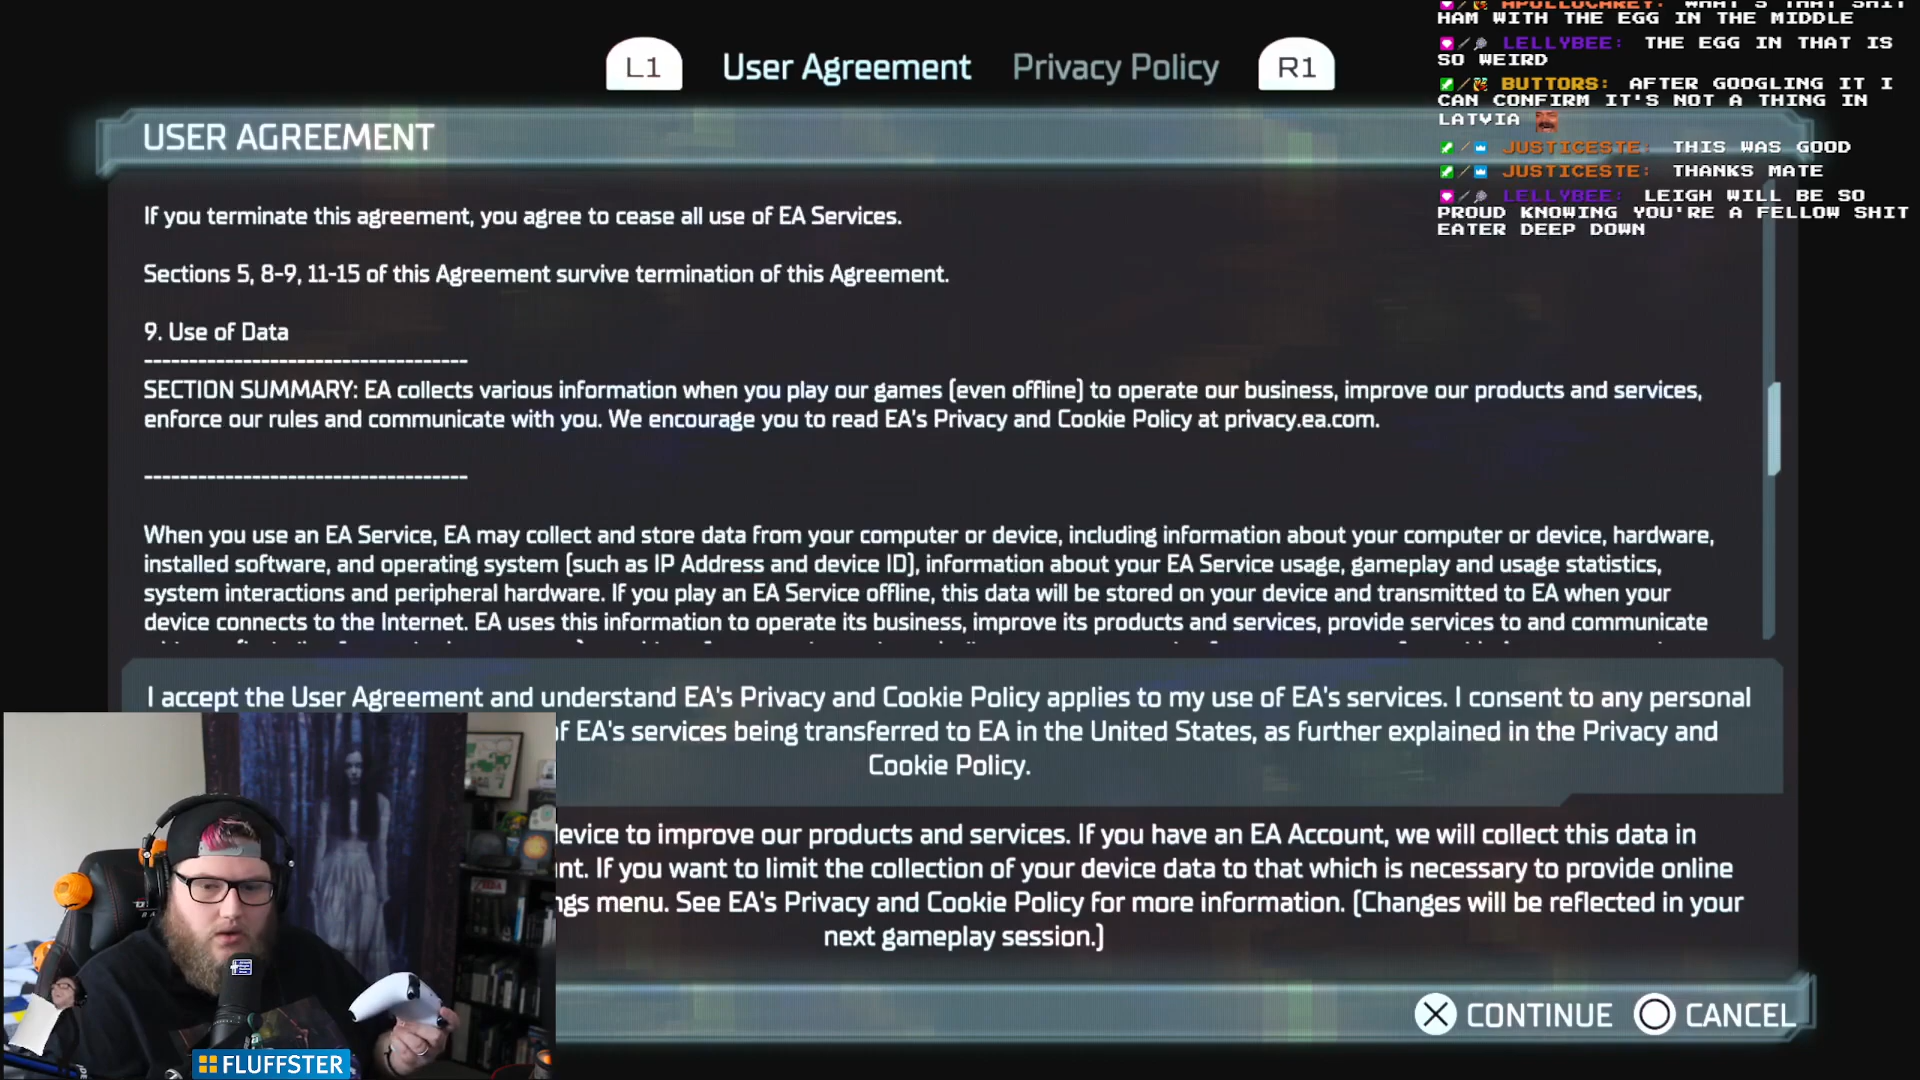 L1 User Agreement Privacy Policy R1
USER AGREEMENT
If you terminate this agreement, you agree to cease all use of EA Services.
Sections 5, 8-9, 11-15 of this Agreement survive termination of this Agreement.
9. Use of Data
-----------------------------------
SECTION SUMMARY: EA collects various information when you play our games (even offline) to operate our business, improve our products and services,
enforce our rules and communicate with you. We encourage you to read EA's Privacy and Cookie Policy at privacy.ea.com.
-----------------------------------
When you use an EA Service, EA may collect and store data from your computer or device, including information about your computer or device, hardware,
installed software, and operating system (such as IP Address and device ID), information about your EA Service usage, gameplay and usage statistics,
system interactions and peripheral hardware. If you play an EA Service offline, this data will be stored on your device and transmitted to EA when your
device connects to the Internet. EA uses this information to operate its business, improve its products and services, provide services to and communicate
I accept the User Agreement and understand EA's Privacy and Cookie Policy applies to my use of EA's services. I consent to any personal
of EA's services being transferred to EA in the United States, as further explained in the Privacy and
Cookie Policy.
device to improve our products and services. If you have an EA Account, we will collect this data in
If you want to limit the collection of your device data to that which is necessary to provide online
menu. See EA's Privacy and Cookie Policy for more information. (Changes will be reflected in your
next gameplay session.)
CONTINUE CANCEL
APOLLOCAREY: WHAT'S THAT SHIT
HAM WITH THE EGG IN THE MIDDLE
LELLYBEE: THE EGG IN THAT IS
SO WEIRD
BUTTORS: AFTER GOOGLING IT I
CAN CONFIRM IT'S NOT A THING IN
LATVIA
JUSTICESTE: THIS WAS GOOD
JUSTICESTE: THANKS MATE
LELLYBEE: LEIGH WILL BE SO
PROUD KNOWING YOU'RE A FELLOW SHIT
EATER DEEP DOWN
FLUFFSTER